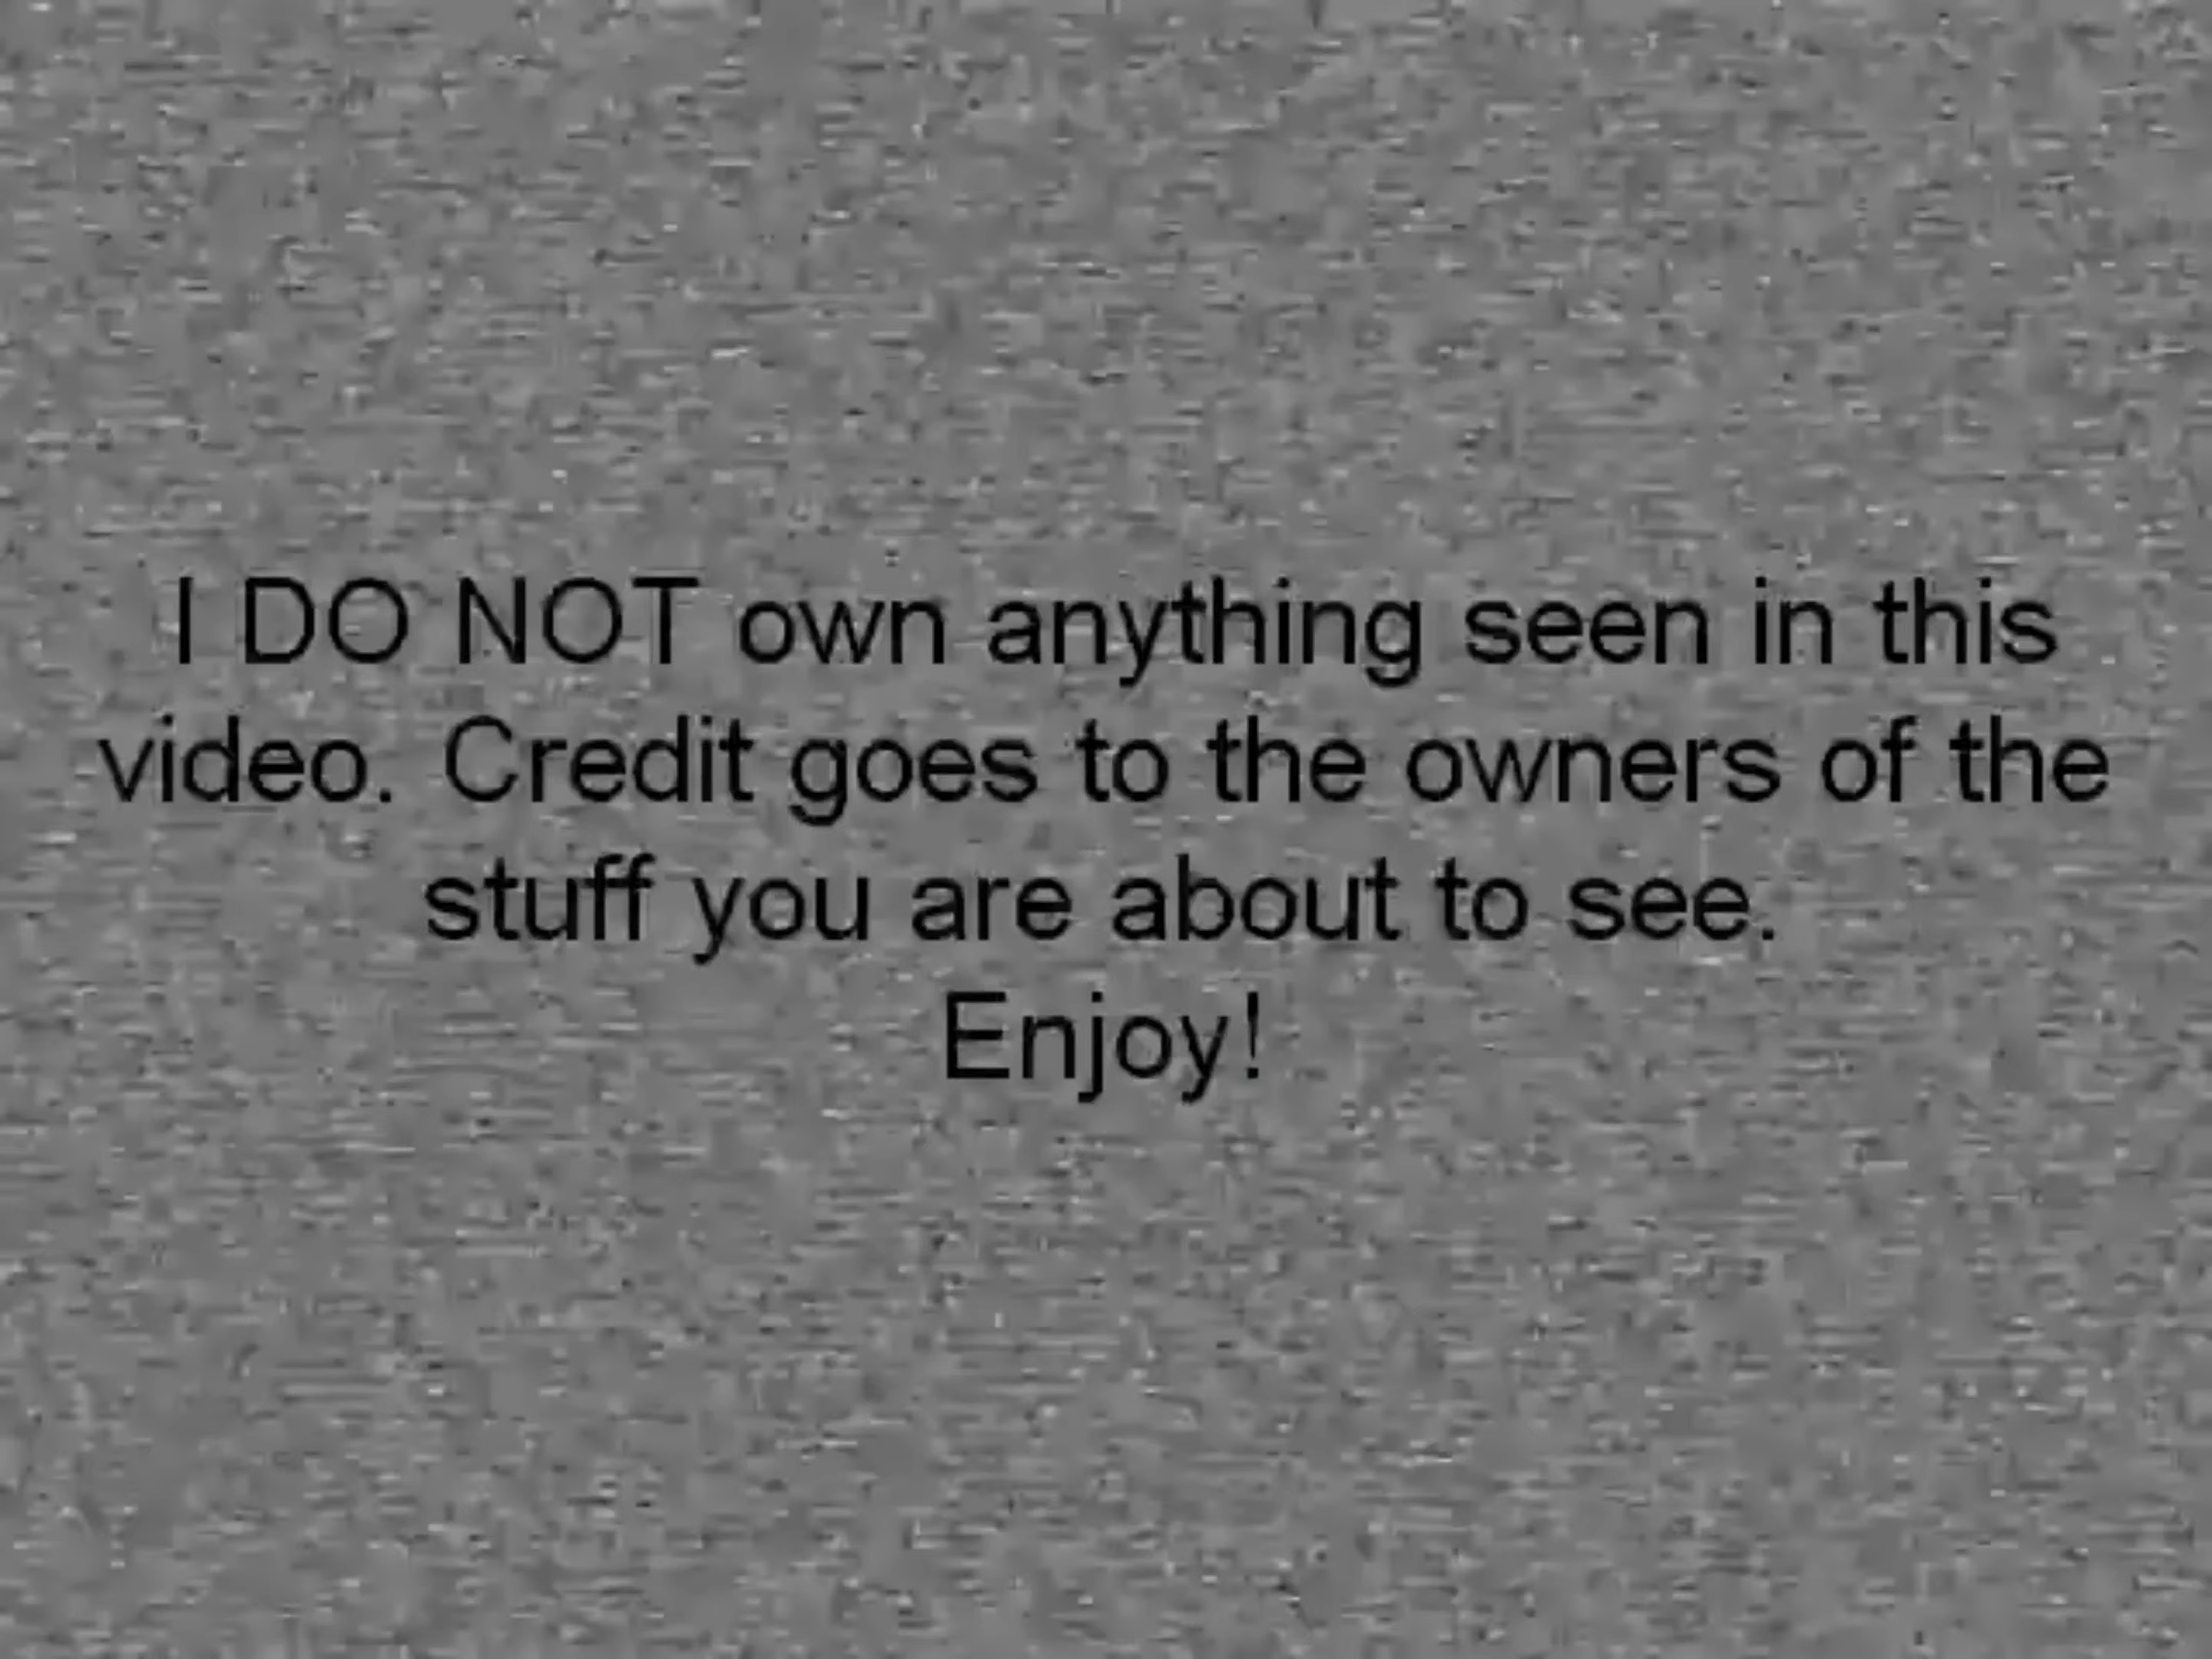 I DO NOT own anything seen in this
video. Credit goes to the owners of the
stuff you are about to see.
Enjoy!